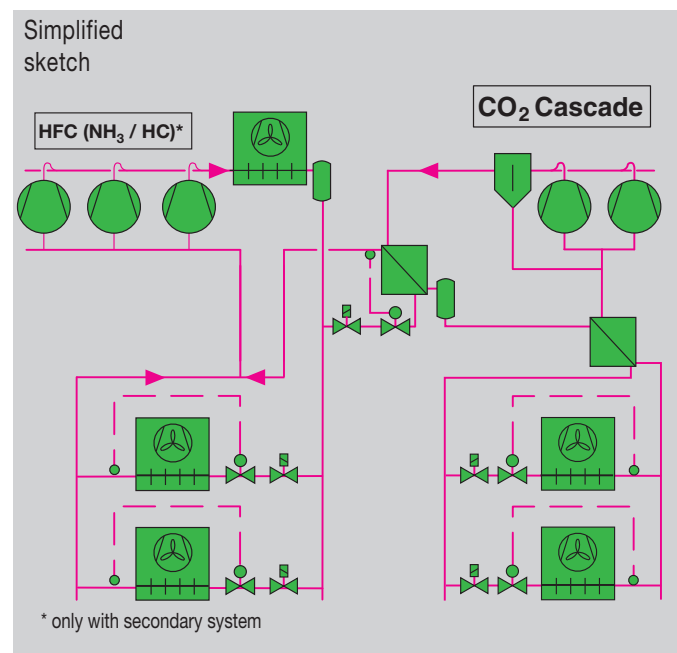 Simplified
sketch
HFC (NH₃ / HC)*
CO₂ Cascade
* only with secondary system